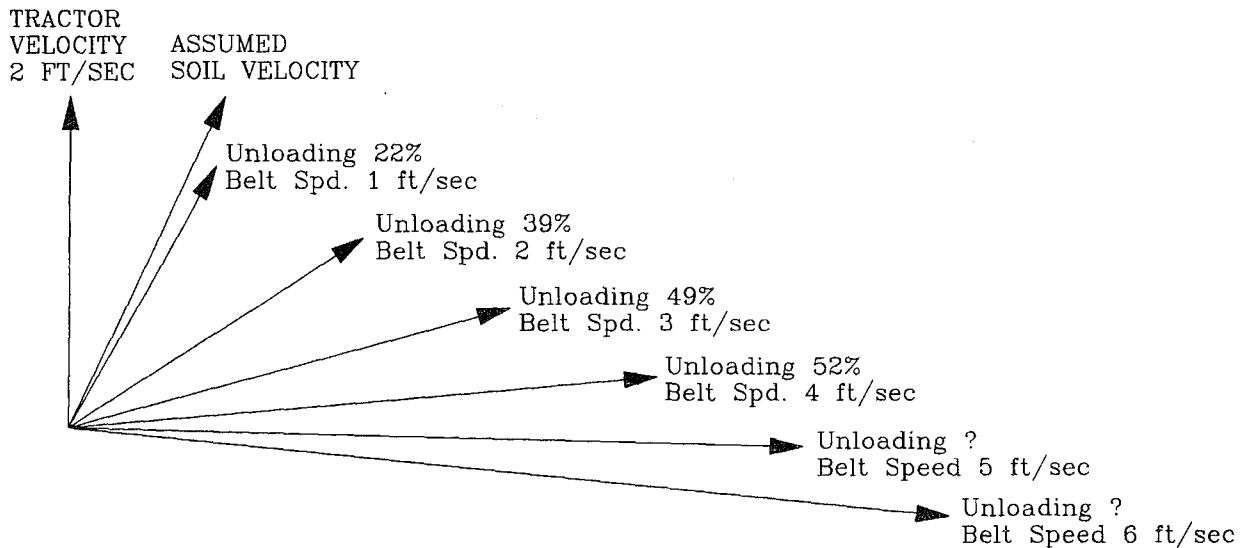 TRACTOR
VELOCITY
2 FT/SEC
ASSUMED
SOIL VELOCITY
Unloading 22%
Belt Spd. 1 ft/sec
Unloading 39%
Belt Spd. 2 ft/sec
Unloading 49%
Belt Spd. 3 ft/sec
Unloading 52%
Belt Spd. 4 ft/sec
Unloading ?
Belt Speed 5 ft/sec
Unloading ?
Belt Speed 6 ft/sec